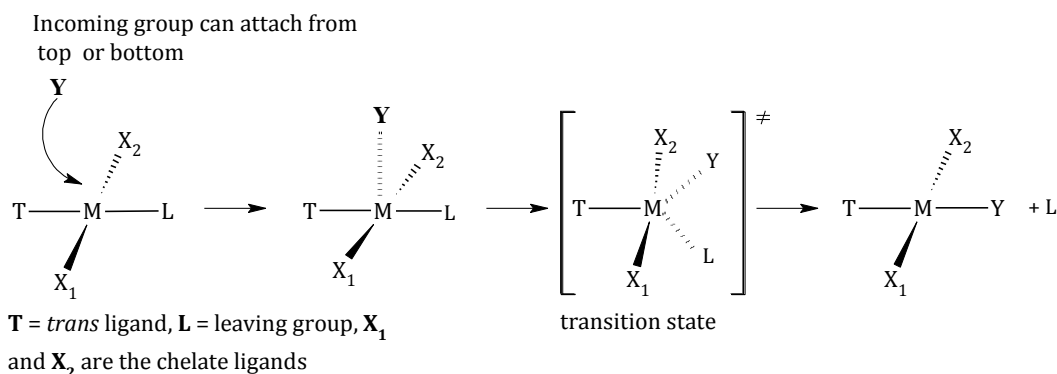 Incoming group can attach from
top or bottom
Y
X2
T M L
X1
Y
X2
T M L
X1
≠
X2
Y
T M
L
X1
X2
T M Y + L
X1
transition state
T = trans ligand, L = leaving group, X1
and X2 are the chelate ligands